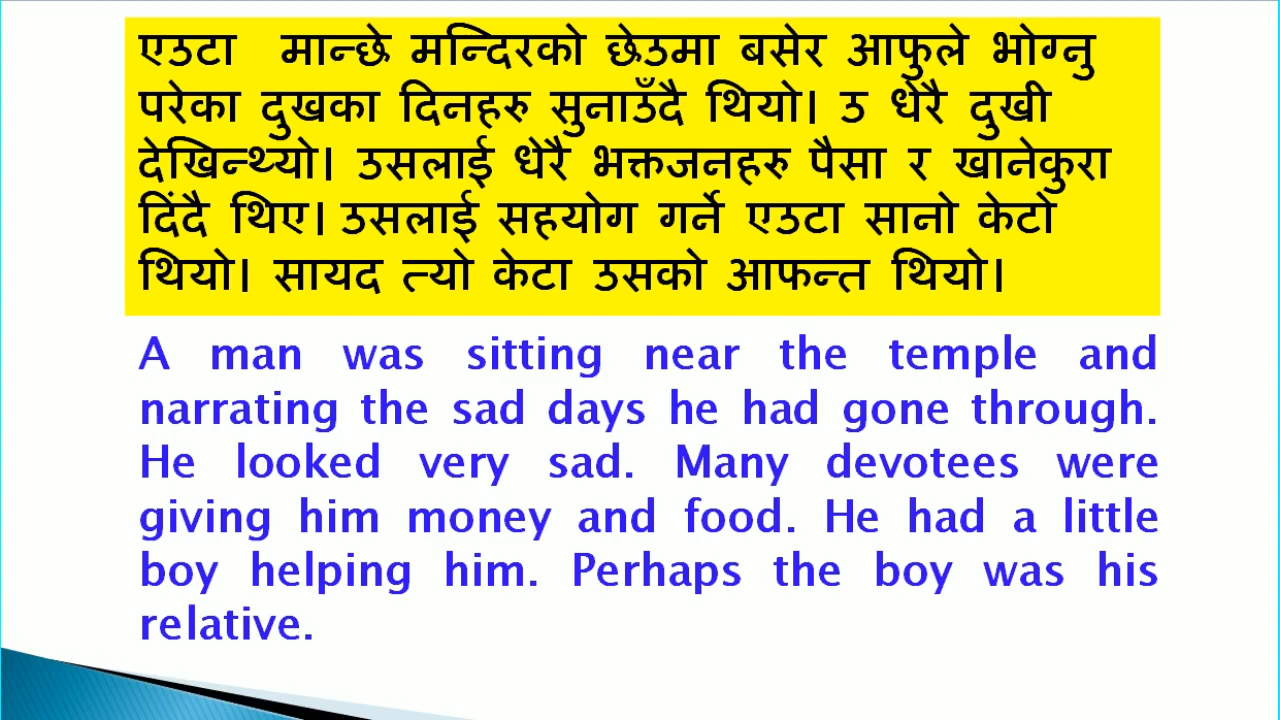 एउटा मान्छे मन्दिरको छेउमा बसेर आफुले भोग्नु
परेका दुखका दिनहरु सुनाउँदै थियो। उ धेरै दुखी
देखिन्थ्यो। उसलाई धेरै भक्तजनहरु पैसा र खानेकुरा
दिंदै थिए। उसलाई सहयोग गर्ने एउटा सानो केटो
थियो। सायद त्यो केटा उसको आफन्त थियो।
A man was sitting near the temple and
narrating the sad days he had gone through.
He looked very sad. Many devotees were
giving him money and food. He had a little
boy helping him. Perhaps the boy was his
relative.